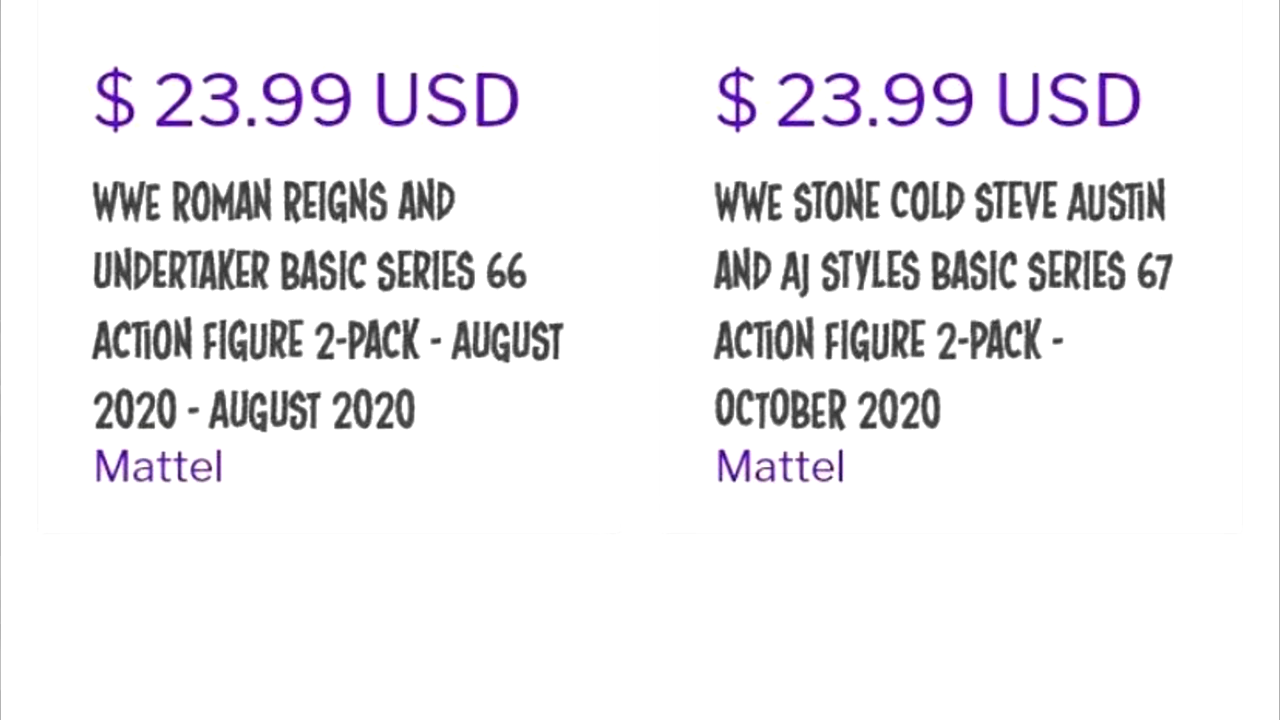 $ 23.99 USD
WWE ROMAN REIGNS AND
UNDERTAKER BASIC SERIES 66
ACTION FIGURE 2-PACK - AUGUST
2020 - AUGUST 2020
Mattel
$ 23.99 USD
WWE STONE COLD STEVE AUSTIN
AND AJ STYLES BASIC SERIES 67
ACTION FIGURE 2-PACK -
OCTOBER 2020
Mattel